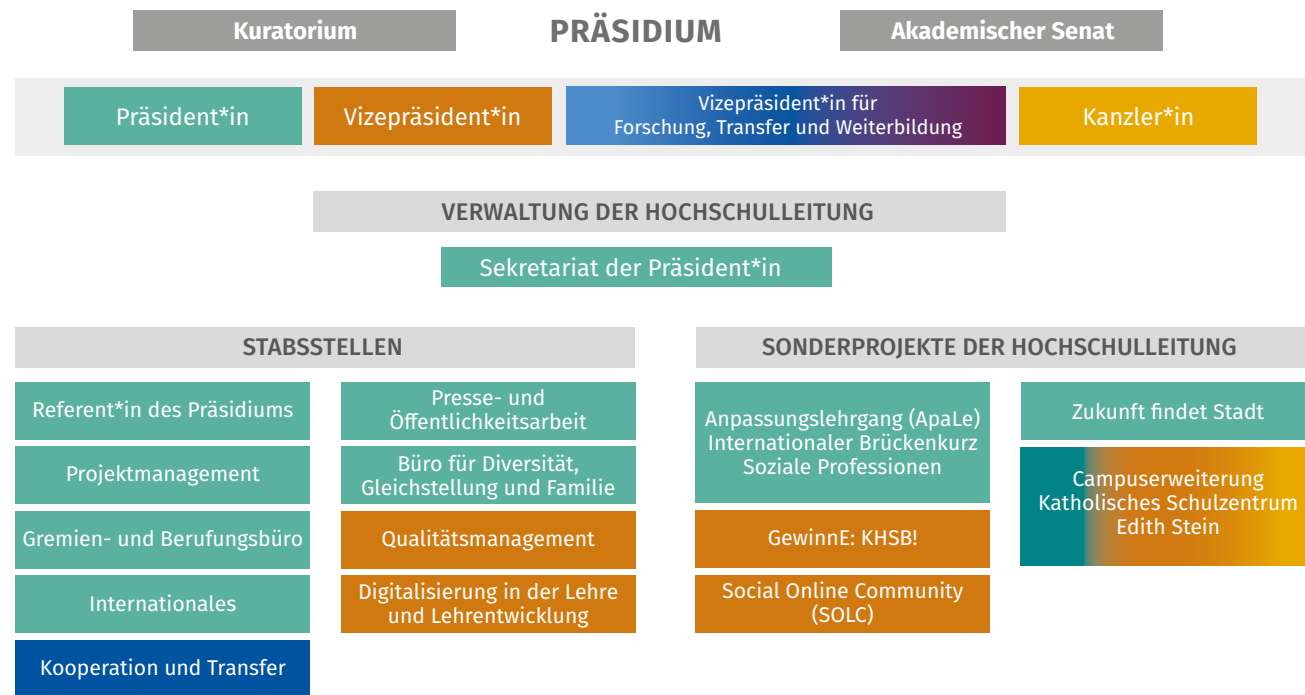 Kuratorium
PRÄSIDIUM
Akademischer Senat
Präsident*in
Vizepräsident*in
Vizepräsident*in für
Forschung, Transfer und Weiterbildung
Kanzler*in
VERWALTUNG DER HOCHSCHULLEITUNG
Sekretariat der Präsident*in
STABSSTELLEN
Referent*in des Präsidiums
Projektmanagement
Gremien- und Berufungsbüro
Internationales
Kooperation und Transfer
Presse- und
Öffentlichkeitsarbeit
Büro für Diversität,
Gleichstellung und Familie
Qualitätsmanagement
Digitalisierung in der Lehre
und Lehrentwicklung
SONDERPROJEKTE DER HOCHSCHULLEITUNG
Anpassungslehrgang (ApaLe)
Internationaler Brückenkurz
Soziale Professionen
GewinnE: KHSB!
Social Online Community
(SOLC)
Zukunft findet Stadt
Campuserweiterung
Katholisches Schulzentrum
Edith Stein